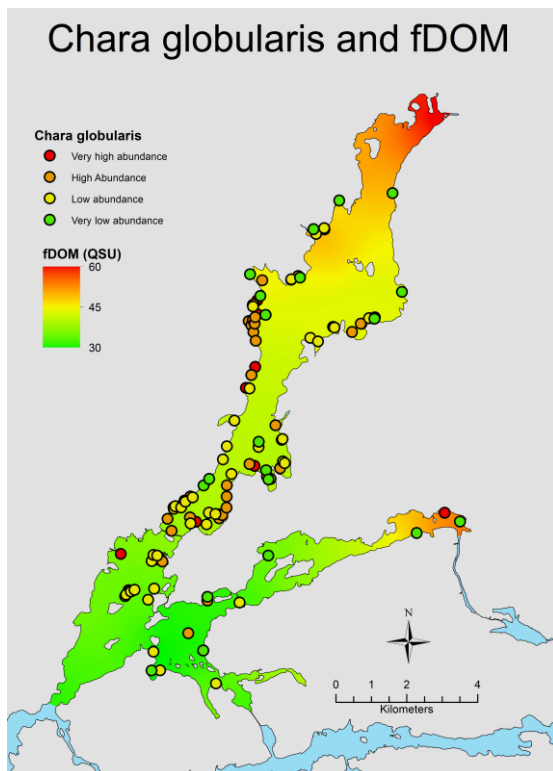 Chara globularis and fDOM
Chara globularis
Very high abundance
High Abundance
Low abundance
Very low abundance
fDOM (QSU)
60
45
30
N
0 1 2 4
Kilometers